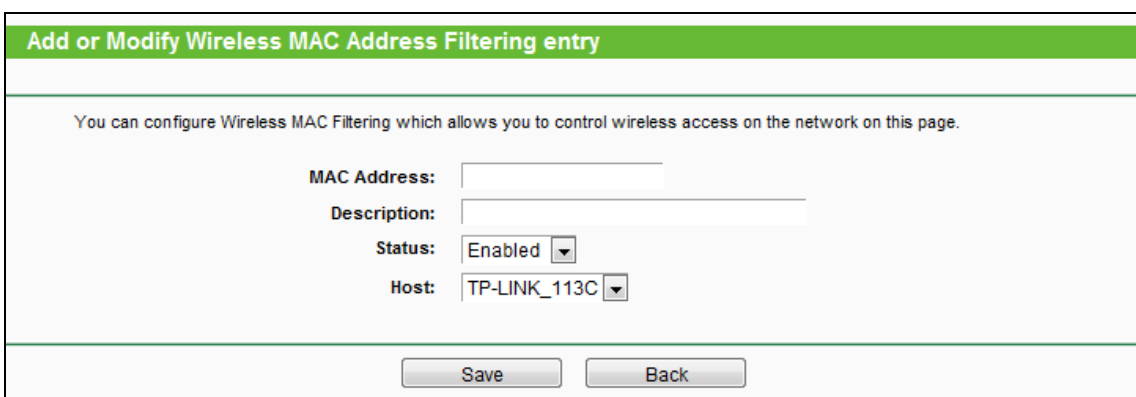 Add or Modify Wireless MAC Address Filtering entry
You can configure Wireless MAC Filtering which allows you to control wireless access on the network on this page.
MAC Address:
Description:
Status: Enabled
Host: TP-LINK_113C
Save Back